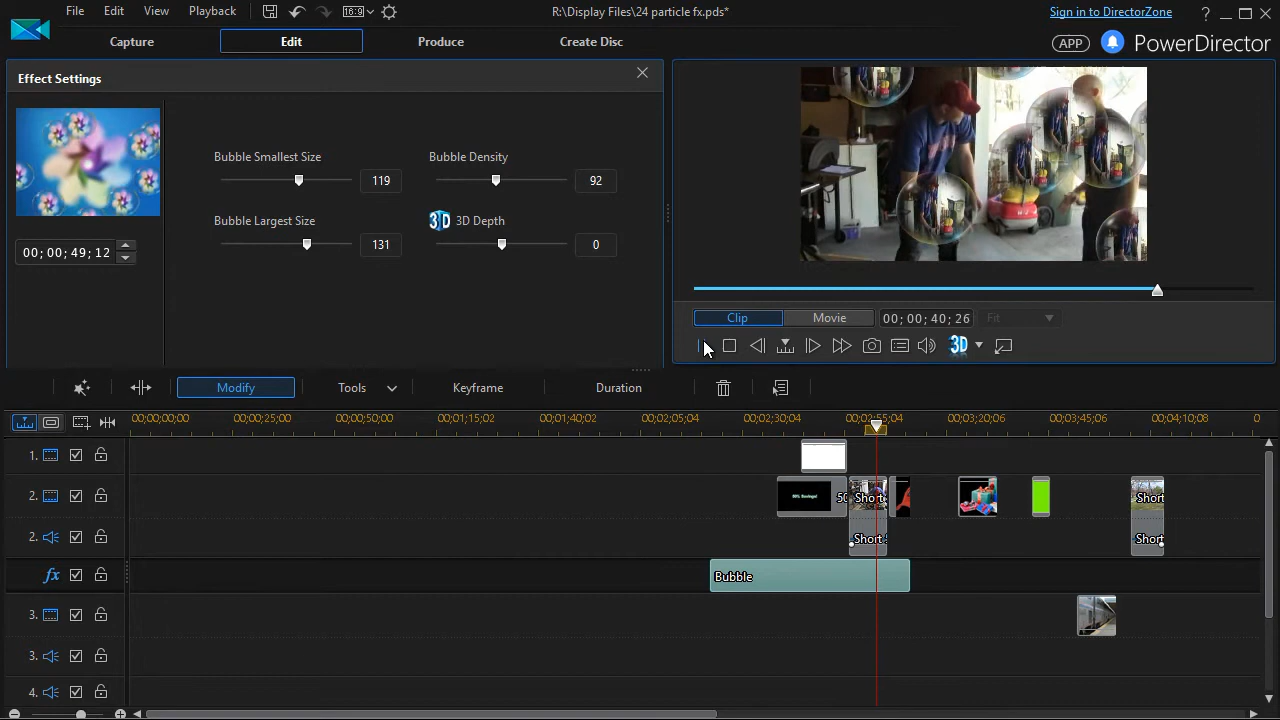 File Edit View Playback 16:9 R:\Display Files\24 particle fx.pds* Sign in to DirectorZone ?
Capture Edit Produce Create Disc APP PowerDirector
Effect Settings
Bubble Smallest Size Bubble Density
119 92
Bubble Largest Size 3D 3D Depth
131 0
00; 00; 49; 12
Clip Movie 00; 00; 40; 26 Fit
3D
Modify Tools Keyframe Duration
00;00;00;00 00;00;25;00 00;00;50;00 00;01;15;02 00;01;40;02 00;02;05;04 00;02;30;04 00;02;55;04 00;03;20;06 00;03;45;06 00;04;10;08 0
1.
2. 50 Short Short
2. Short Short
fx Bubble
3.
3.
4.